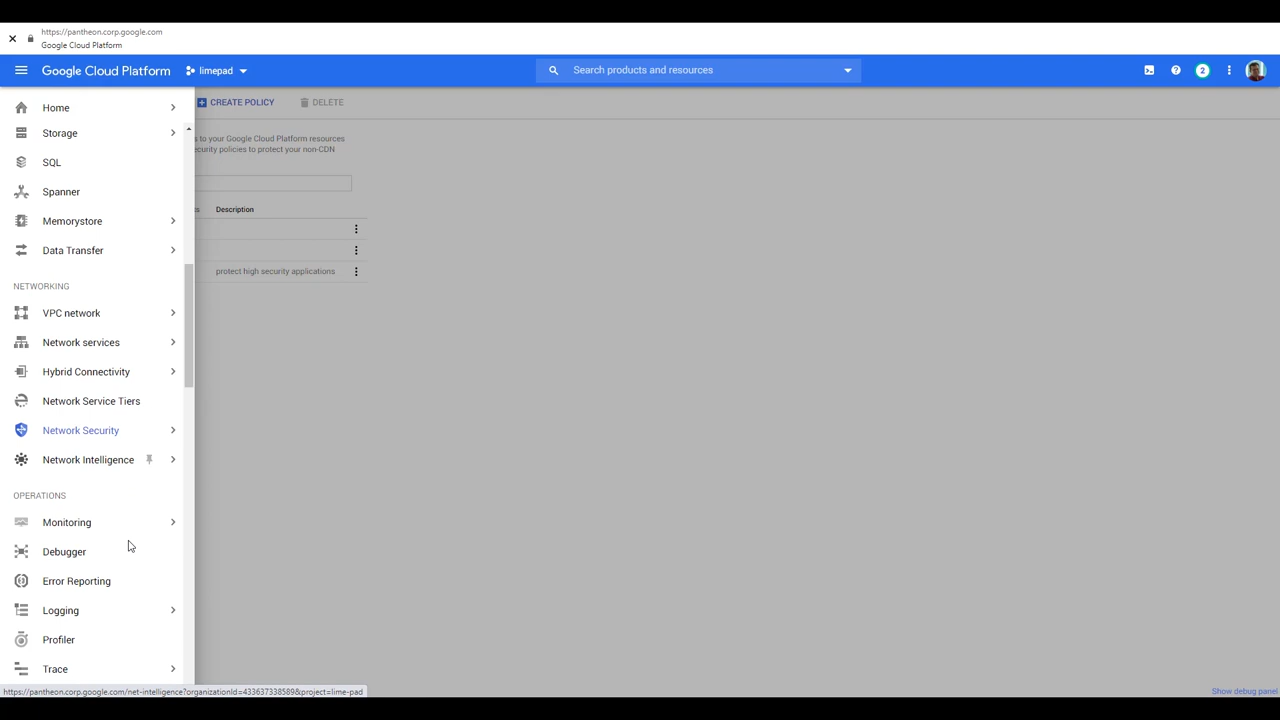 https://pantheon.corp.google.com
Google Cloud Platform
Google Cloud Platform
limepad
Search products and resources
2
Home
CREATE POLICY
DELETE
Storage
s to your Google Cloud Platform resources
ecurity policies to protect your non-CDN
SQL
Spanner
Description
Memorystore
Data Transfer
protect high security applications
NETWORKING
VPC network
Network services
Hybrid Connectivity
Network Service Tiers
Network Security
Network Intelligence
OPERATIONS
Monitoring
Debugger
Error Reporting
Logging
Profiler
Trace
https://pantheon.corp.google.com/net-intelligence?organizationId=433637338589&project=lime-pad
Show debug panel